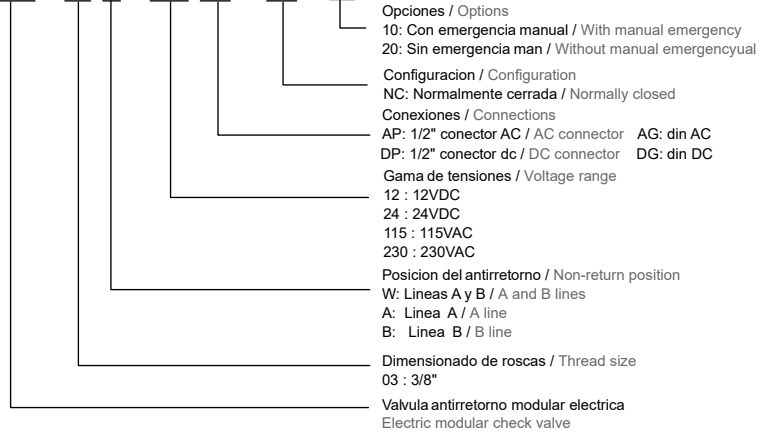 Opciones / Options
10: Con emergencia manual / With manual emergency
20: Sin emergencia man / Without manual emergencyual
Configuracion / Configuration
NC: Normalmente cerrada / Normally closed
Conexiones / Connections
AP: 1/2" conector AC / AC connector AG: din AC
DP: 1/2" conector dc / DC connector DG: din DC
Gama de tensiones / Voltage range
12 : 12VDC
24 : 24VDC
115 : 115VAC
230 : 230VAC
Posicion del antirretorno / Non-return position
W: Lineas A y B / A and B lines
A: Linea A / A line
B: Linea B / B line
Dimensionado de roscas / Thread size
03 : 3/8"
Valvula antirretorno modular electrica
Electric modular check valve